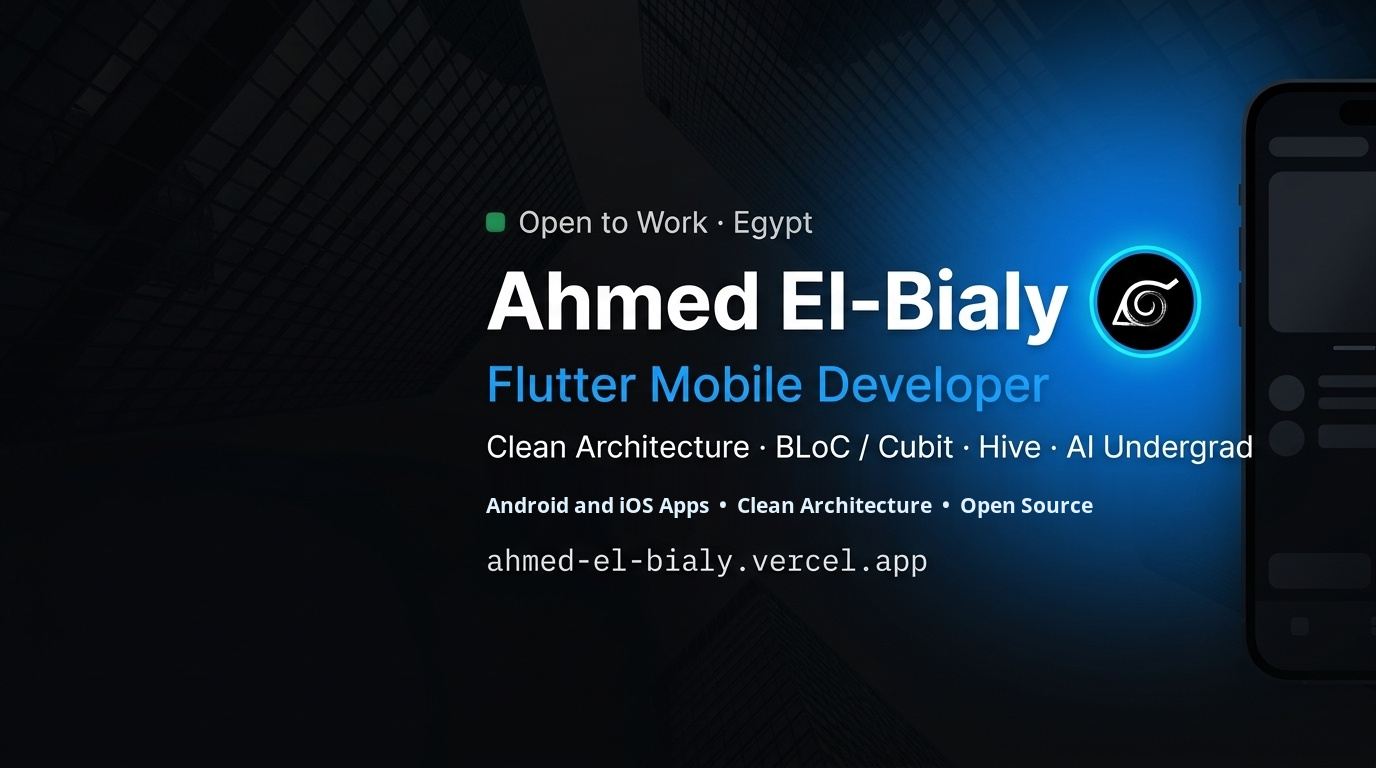 Open to Work · Egypt
Ahmed El-Bialy
Flutter Mobile Developer
Clean Architecture · BLoC / Cubit · Hive · AI Undergrad
Android and iOS Apps • Clean Architecture • Open Source
ahmed-el-bialy.vercel.app